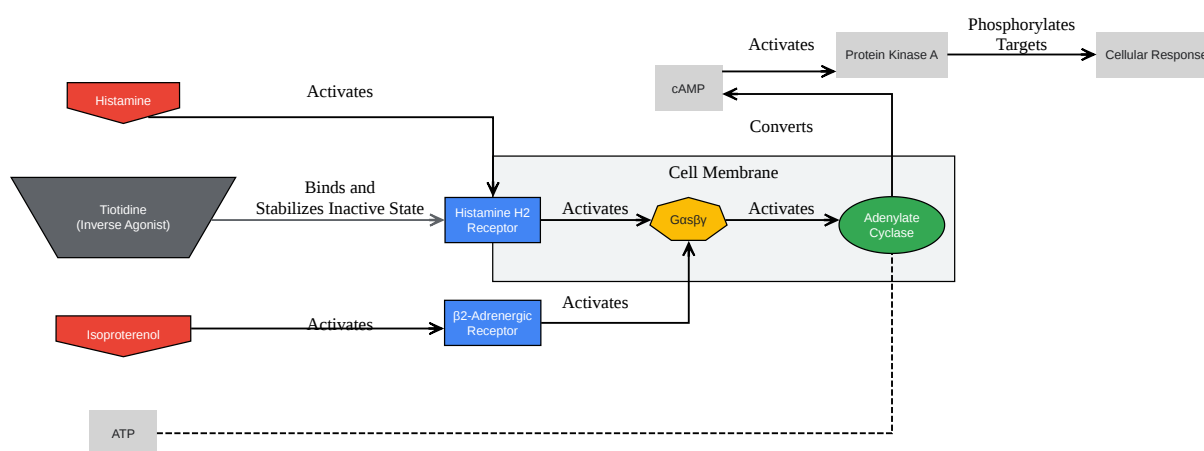 Phosphorylates
Targets
Activates
Protein Kinase A
Cellular Response
cAMP
Activates
Histamine
Converts
Cell Membrane
Binds and
Stabilizes Inactive State
Tiotidine
(Inverse Agonist)
Histamine H2
Receptor
Activates
Gαsβγ
Activates
Adenylate
Cyclase
Activates
β2-Adrenergic
Receptor
Activates
Isoproterenol
ATP